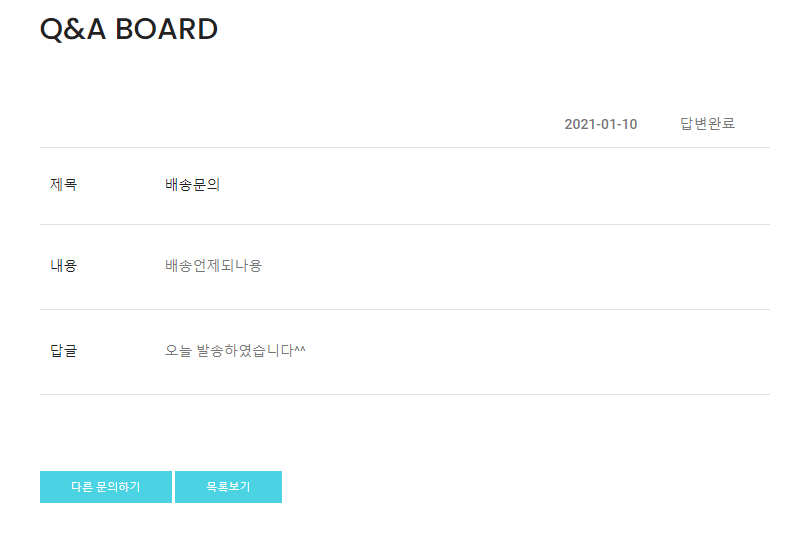 Q&A BOARD
2021-01-10 답변완료
제목 배송문의
내용 배송언제되나용
답글 오늘 발송하였습니다^^
다른 문의하기 목록보기